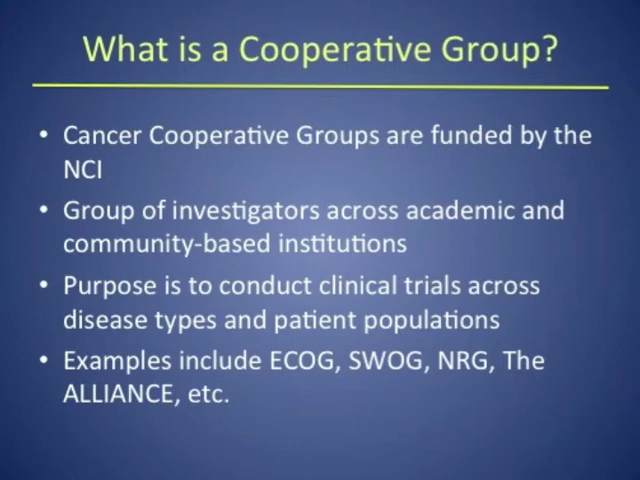 What is a Cooperative Group?
• Cancer Cooperative Groups are funded by the
NCI
• Group of investigators across academic and
community-based institutions
• Purpose is to conduct clinical trials across
disease types and patient populations
• Examples include ECOG, SWOG, NRG, The
ALLIANCE, etc.